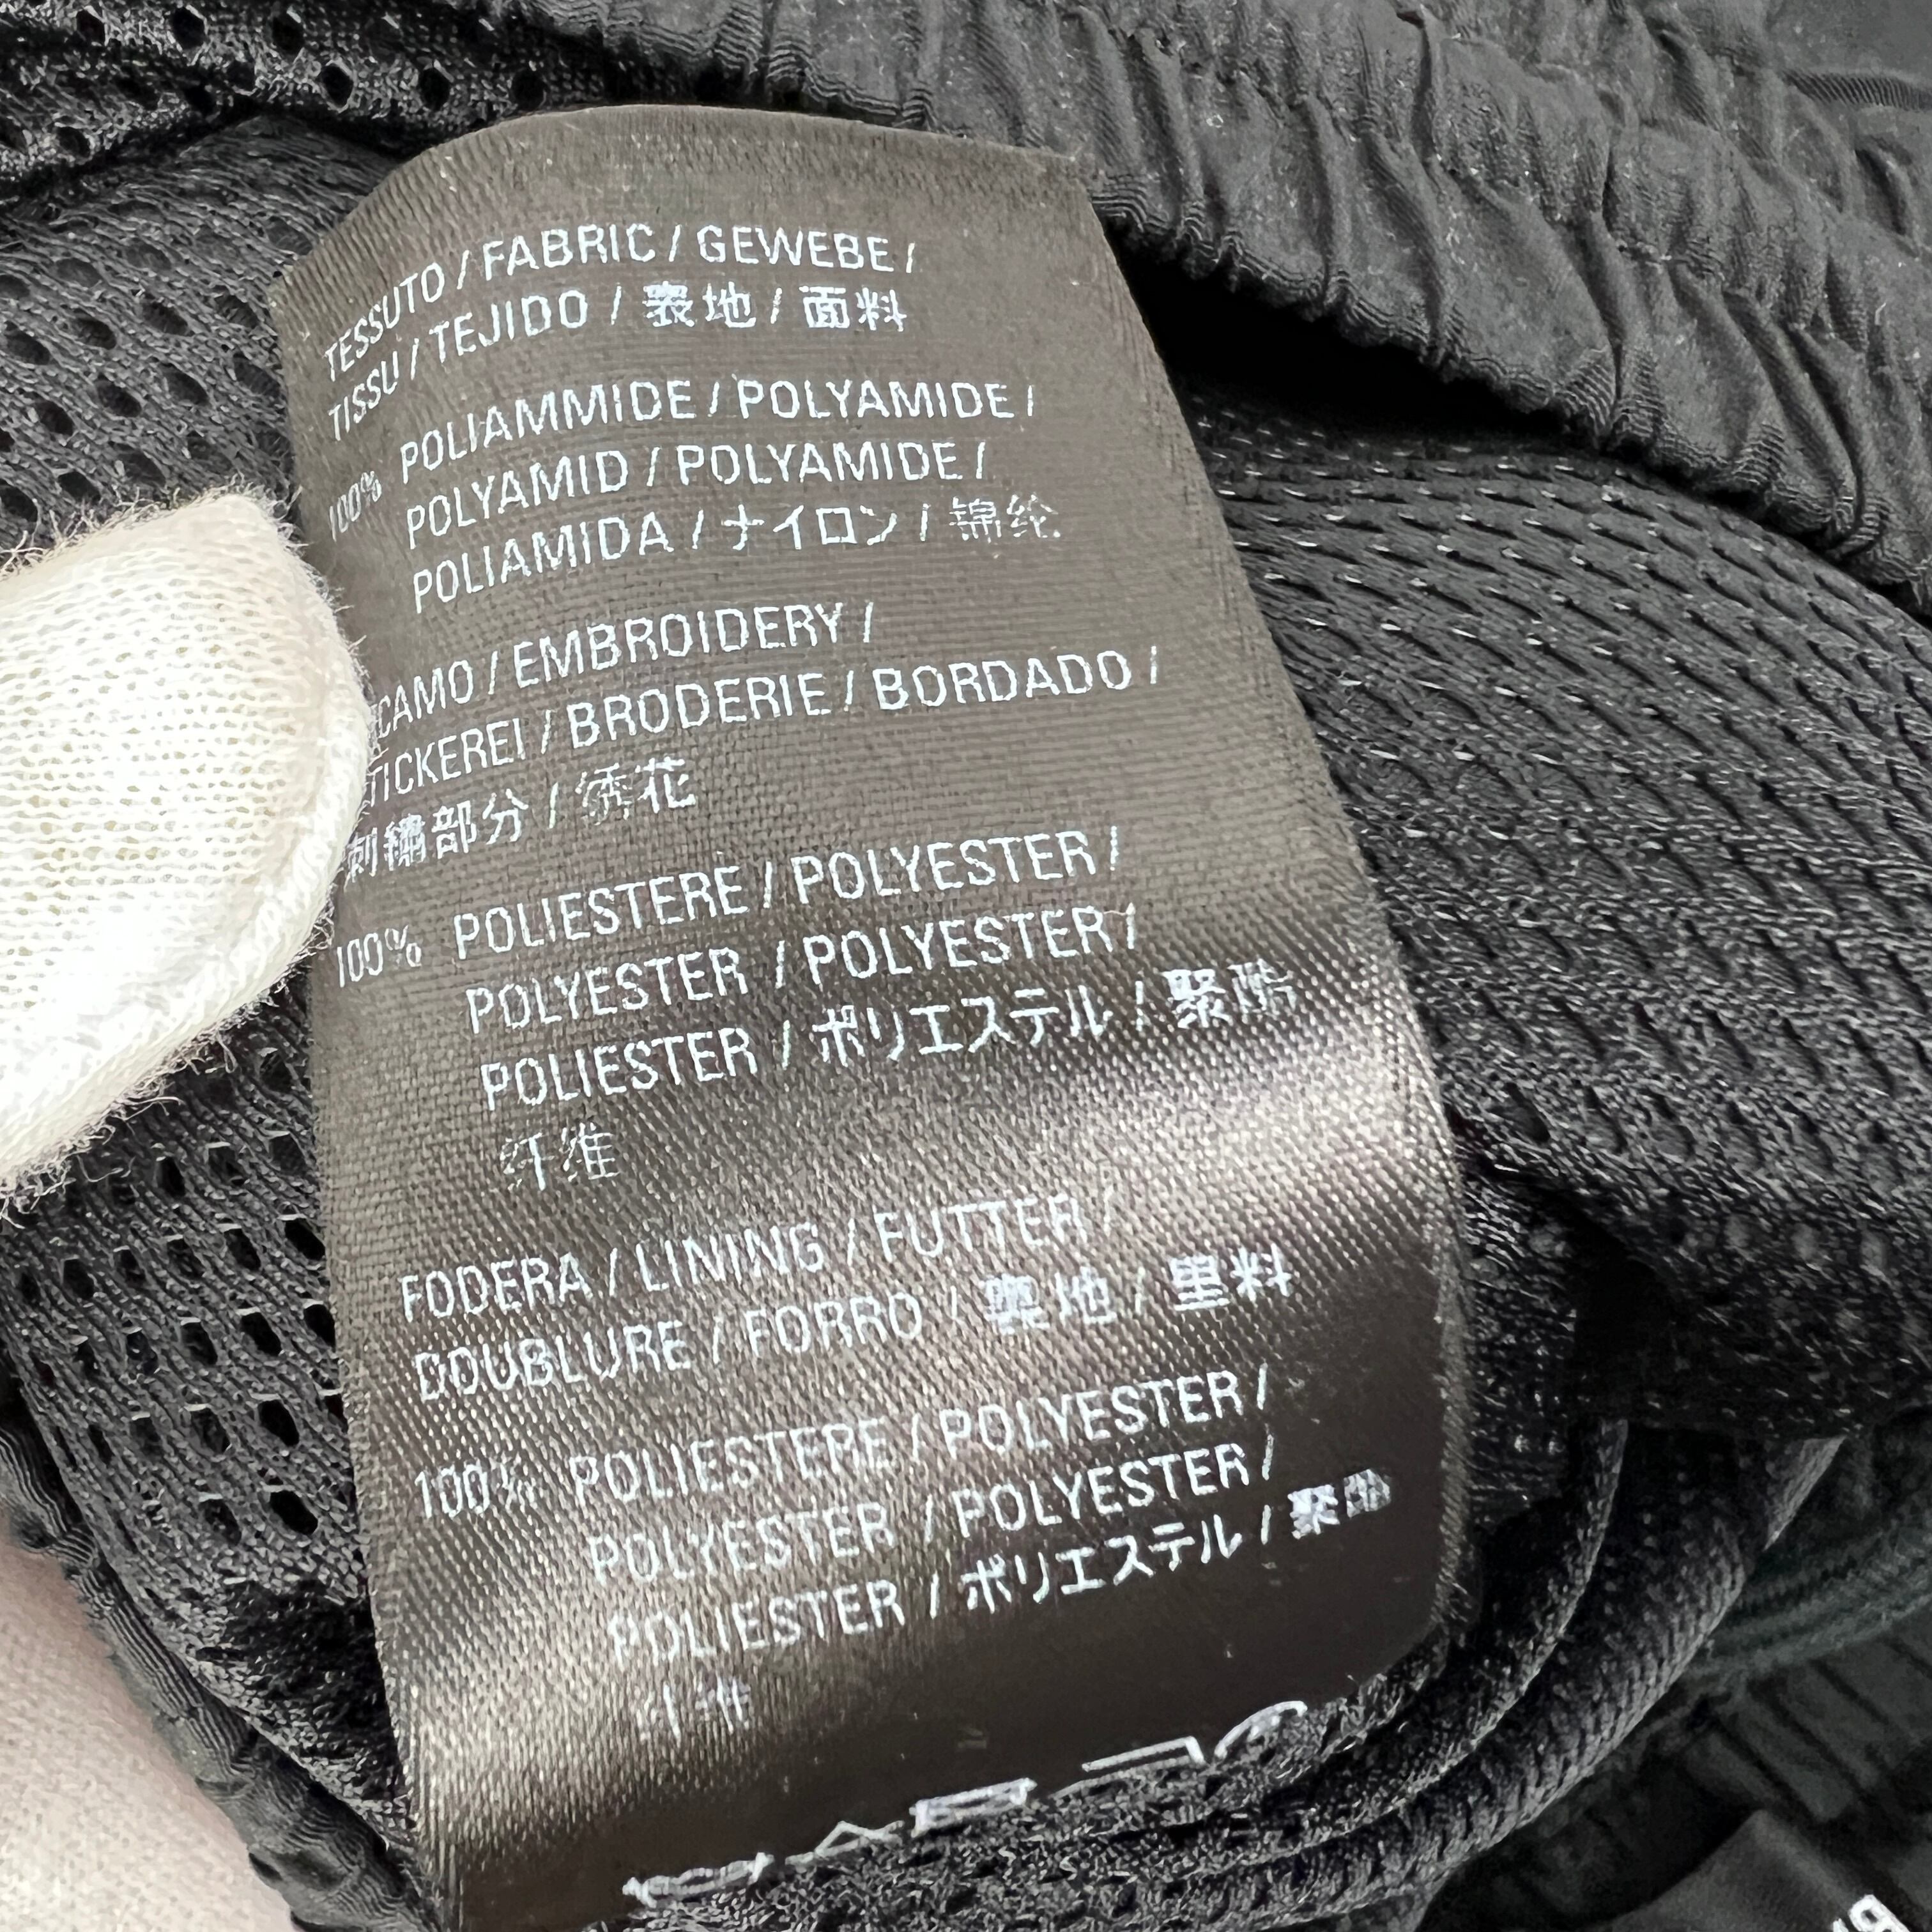 TESSUTO / FABRIC / GEWEBE /
TISSU / TEJIDO / 表地 / 面料
100% POLIAMMIDE / POLYAMIDE /
POLYAMID / POLYAMIDE /
POLIAMIDA / ナイロン / 锦纶
CAMO / EMBROIDERY /
TICKEREI / BRODERIE / BORDADO /
刺繍部分 / 绣花
100% POLIESTERE / POLYESTER /
POLYESTER / POLYESTER /
POLIESTER / ポリエステル / 聚酯
纤维
FODERA / LINING / FUTTER /
DOUBLURE / FORRO / 裏地 / 里料
100% POLIESTERE / POLYESTER /
POLYESTER / POLYESTER /
POLIESTER / ポリエステル / 聚酯
纤维